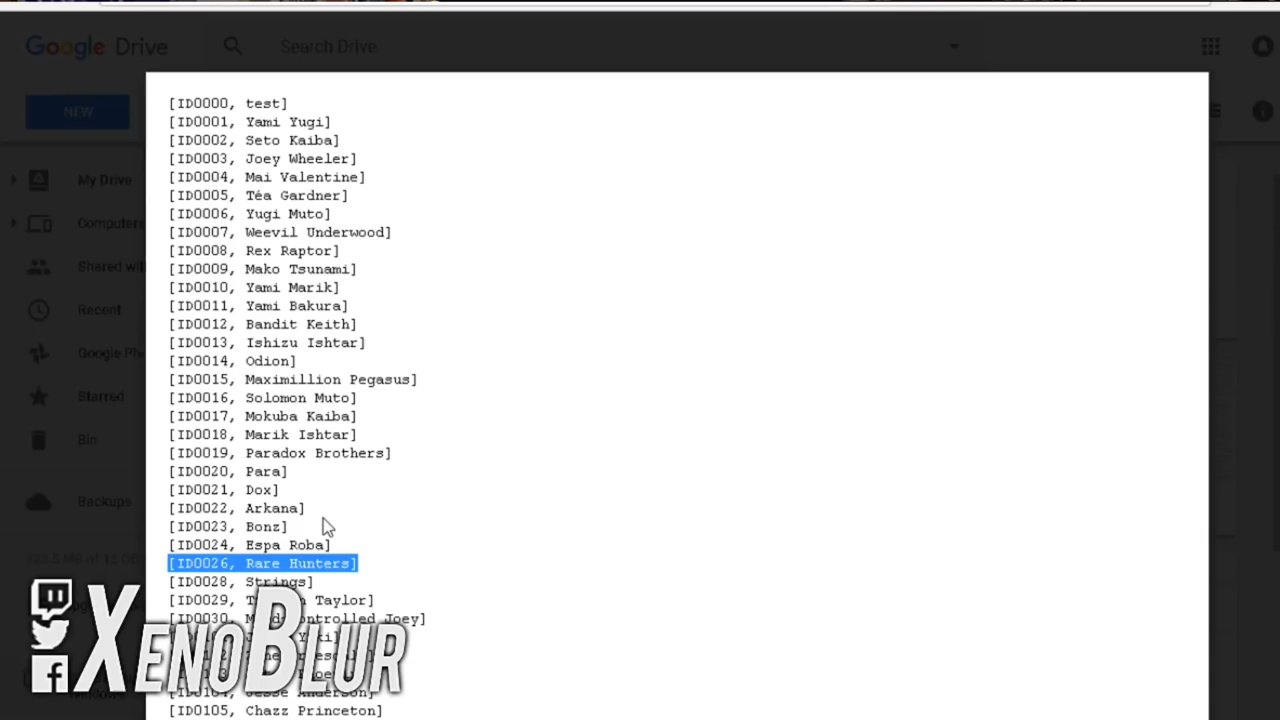 Google Drive
Search Drive
NEW
My Drive
Computers
Shared wi
Recent
Google Ph
Starred
Bin
Backups
[ID0000, test]
[ID0001, Yami Yugi]
[ID0002, Seto Kaiba]
[ID0003, Joey Wheeler]
[ID0004, Mai Valentine]
[ID0005, Téa Gardner]
[ID0006, Yugi Muto]
[ID0007, Weevil Underwood]
[ID0008, Rex Raptor]
[ID0009, Mako Tsunami]
[ID0010, Yami Marik]
[ID0011, Yami Bakura]
[ID0012, Bandit Keith]
[ID0013, Ishizu Ishtar]
[ID0014, Odion]
[ID0015, Maximillion Pegasus]
[ID0016, Solomon Muto]
[ID0017, Mokuba Kaiba]
[ID0018, Marik Ishtar]
[ID0019, Paradox Brothers]
[ID0020, Para]
[ID0021, Dox]
[ID0022, Arkana]
[ID0023, Bonz]
[ID0024, Espa Roba]
[ID0026, Rare Hunters]
[ID0028, Strings]
[ID0029, Taylor]
[ID0030, Joey]
Anderson]
[ID0105, Chazz Princeton]
XENOBLUR